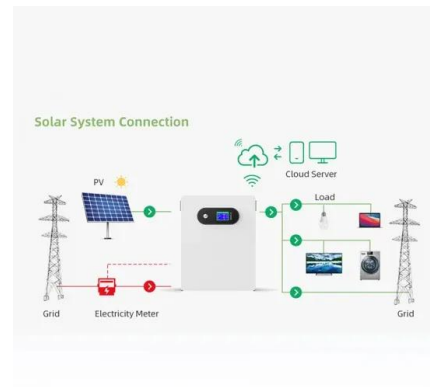 Solar System Connection
PV
Cloud Server
Load
Grid
Electricity Meter
Grid